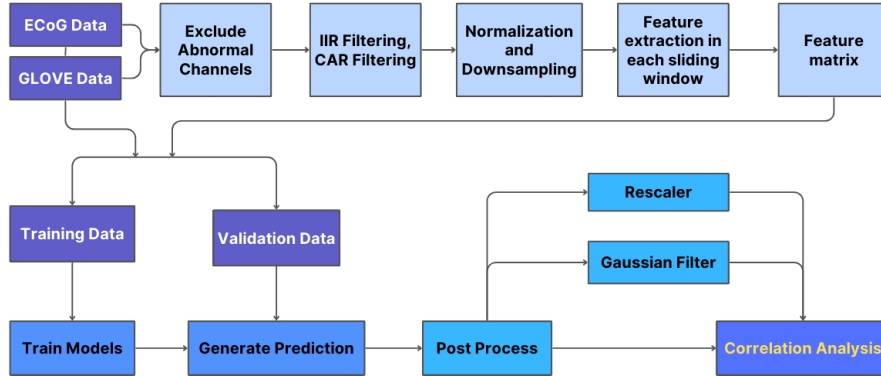 ECoG Data
GLOVE Data
Exclude
Abnormal
Channels
IIR Filtering,
CAR Filtering
Normalization
and
Downsampling
Feature
extraction in
each sliding
window
Feature
matrix
Training Data
Validation Data
Rescaler
Gaussian Filter
Train Models
Generate Prediction
Post Process
Correlation Analysis